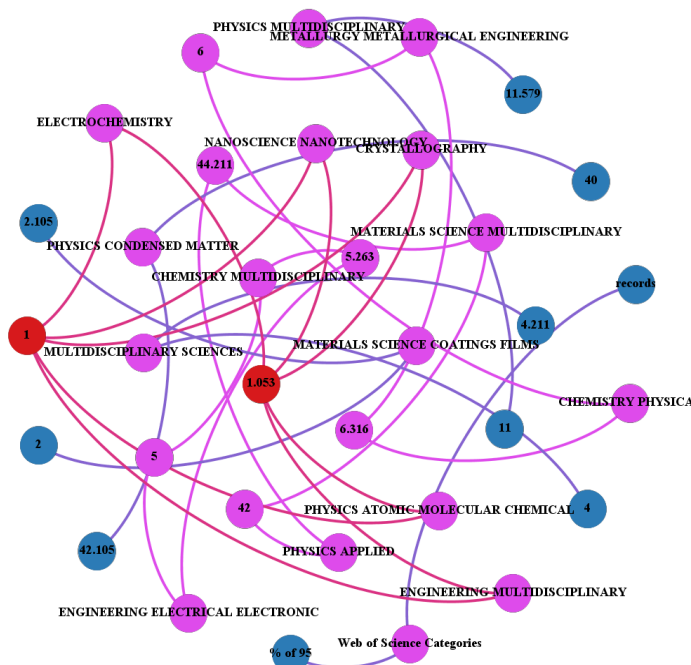 PHYSICS MULTIDISCIPLINARY
METALLURGY METALLURGICAL ENGINEERING
6
11.579
ELECTROCHEMISTRY
NANOSCIENCE NANOTECHNOLOGY
CRYSTALLOGRAPHY
44.211
40
2.105
MATERIALS SCIENCE MULTIDISCIPLINARY
PHYSICS CONDENSED MATTER
5.263
CHEMISTRY MULTIDISCIPLINARY
records
4.211
1
MATERIALS SCIENCE COATINGS FILMS
MULTIDISCIPLINARY SCIENCES
1.053
CHEMISTRY PHYSICA
6.316
11
2
5
42
PHYSICS ATOMIC MOLECULAR CHEMICAL
4
42.105
PHYSICS APPLIED
ENGINEERING MULTIDISCIPLINARY
ENGINEERING ELECTRICAL ELECTRONIC
Web of Science Categories
% of 95